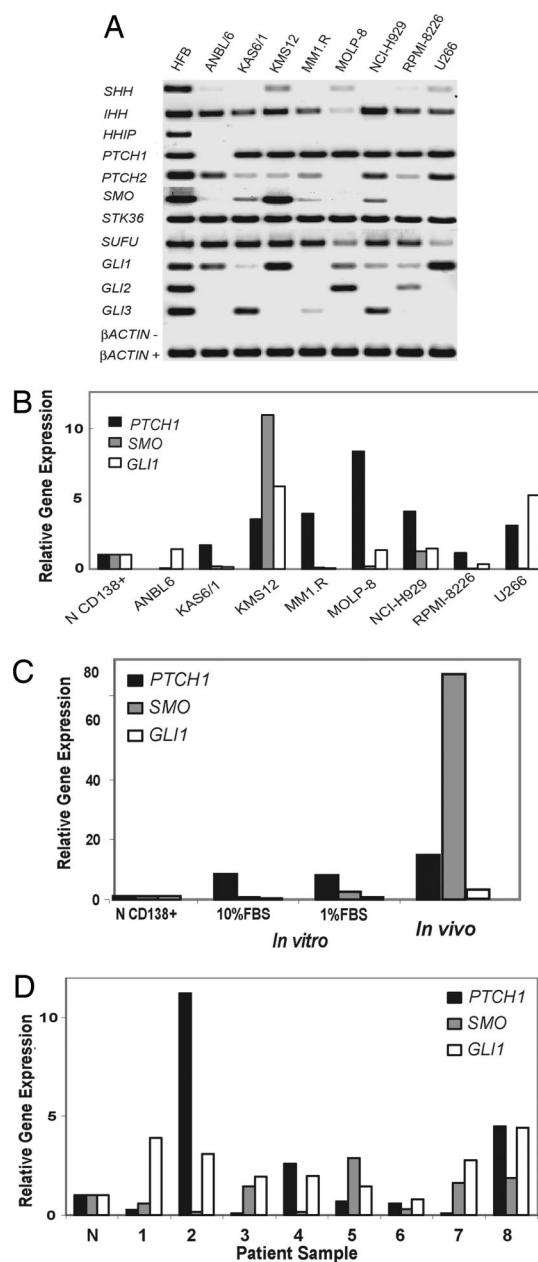 A
HFB
ANBL/6
KAS6/1
KMS12
MM1.R
MOLP-8
NCI-H929
RPMI-8226
U266
SHH
IHH
HHIP
PTCH1
PTCH2
SMO
STK36
SUFU
GLI1
GLI2
GLI3
βACTIN -
βACTIN +
B
Relative Gene Expression
10
5
0
PTCH1
SMO
GLI1
N CD138+
ANBL6
KAS6/1
KMS12
MM1.R
MOLP-8
NCI-H929
RPMI-8226
U266
C
Relative Gene Expression
80
60
40
20
0
PTCH1
SMO
GLI1
N CD138+
10%FBS
1%FBS
In vitro
In vivo
D
Relative Gene Expression
10
5
0
PTCH1
SMO
GLI1
N 1 2 3 4 5 6 7 8
Patient Sample